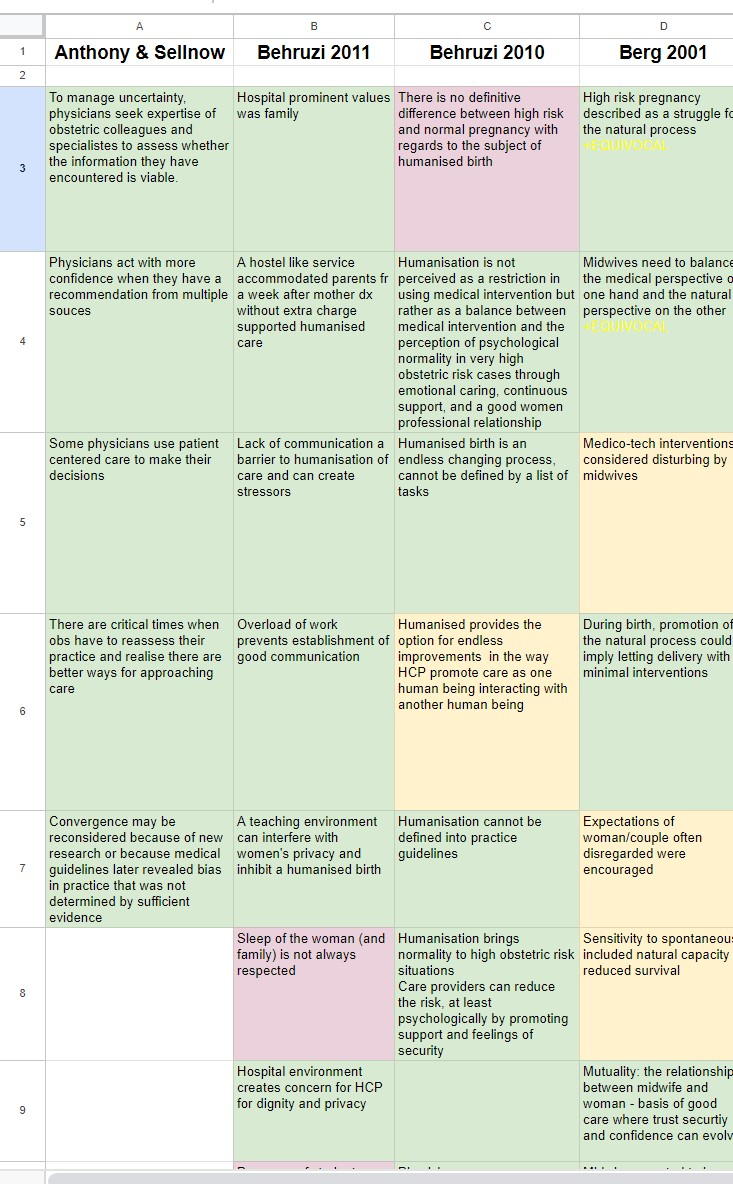 A B C D
1 Anthony & Sellnow Behruzi 2011 Behruzi 2010 Berg 2001
2
3
To manage uncertainty,
physicians seek expertise of
obstetric colleagues and
specialistes to assess whether
the information they have
encountered is viable.
Hospital prominent values
was family
There is no definitive
difference between high risk
and normal pregnancy with
regards to the subject of
humanised birth
High risk pregnancy
described as a struggle fo
the natural process
+EQUIVOCAL
4
Physicians act with more
confidence when they have a
recommendation from multiple
souces
A hostel like service
accommodated parents fr
a week after mother dx
without extra charge
supported humanised
care
Humanisation is not
perceived as a restriction in
using medical intervention but
rather as a balance between
medical intervention and the
perception of psychological
normality in very high
obstetric risk cases through
emotional caring, continuous
support, and a good women
professional relationship
Midwives need to balance
the medical perspective o
one hand and the natural
perspective on the other
+EQUIVOCAL
5
Some physicians use patient
centered care to make their
decisions
Lack of communication a
barrier to humanisation of
care and can create
stressors
Humanised birth is an
endless changing process,
cannot be defined by a list of
tasks
Medico-tech interventions
considered disturbing by
midwives
6
There are critical times when
obs have to reassess their
practice and realise there are
better ways for approaching
care
Overload of work
prevents establishment of
good communication
Humanised provides the
option for endless
improvements in the way
HCP promote care as one
human being interacting with
another human being
During birth, promotion of
the natural process could
imply letting delivery with
minimal interventions
7
Convergence may be
reconsidered because of new
research or because medical
guidelines later revealed bias
in practice that was not
determined by sufficient
evidence
A teaching environment
can interfere with
women's privacy and
inhibit a humanised birth
Humanisation cannot be
defined into practice
guidelines
Expectations of
woman/couple often
disregarded were
encouraged
8
Sleep of the woman (and
family) is not always
respected
Humanisation brings
normality to high obstetric risk
situations
Care providers can reduce
the risk, at least
psychologically by promoting
support and feelings of
security
Sensitivity to spontaneous
included natural capacity
reduced survival
9
Hospital environment
creates concern for HCP
for dignity and privacy
Mutuality: the relationship
between midwife and
woman - basis of good
care where trust securtiy
and confidence can evolv